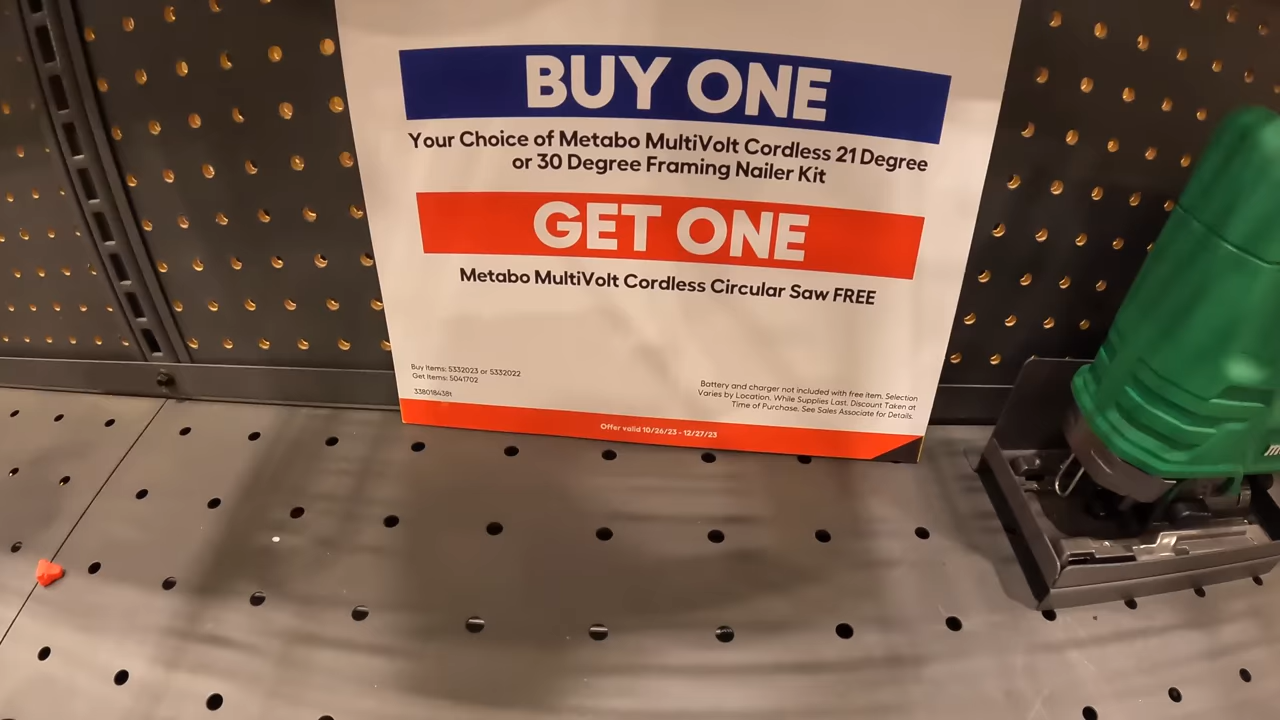 BUY ONE
Your Choice of Metabo MultiVolt Cordless 21 Degree
or 30 Degree Framing Nailer Kit
GET ONE
Metabo MultiVolt Cordless Circular Saw FREE
Buy Items: 5332023 or 5332022
Get Items: 5041702
338018438t
Battery and charger not included with free item. Selection
Varies by Location. While Supplies Last. Discount Taken at
Time of Purchase. See Sales Associate for Details.
Offer valid 10/26/23 - 12/27/23